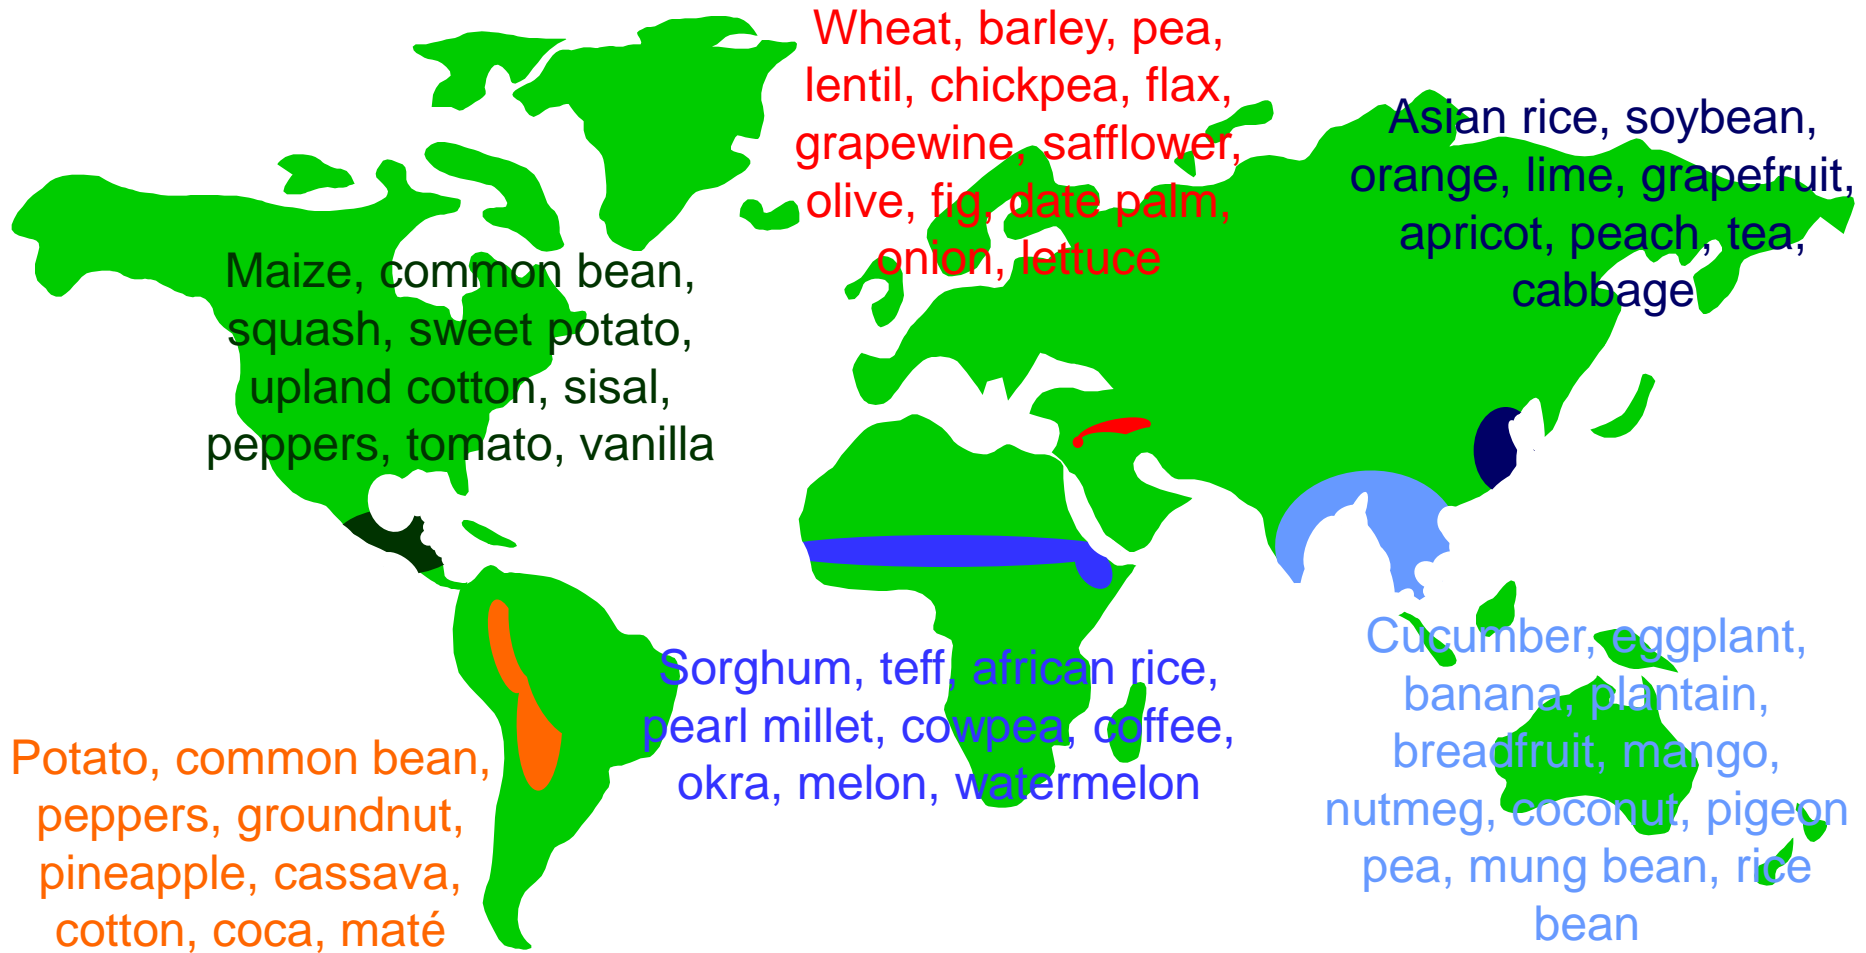 Wheat, barley, pea,
lentil, chickpea, flax,
grapewine, safflower,
olive, fig, date palm,
onion, lettuce
Asian rice, soybean,
orange, lime, grapefruit,
apricot, peach, tea,
cabbage
Maize, common bean,
squash, sweet potato,
upland cotton, sisal,
peppers, tomato, vanilla
Sorghum, teff, african rice,
pearl millet, cowpea, coffee,
okra, melon, watermelon
Cucumber, eggplant,
banana, plantain,
breadfruit, mango,
nutmeg, coconut, pigeon
pea, mung bean, rice
bean
Potato, common bean,
peppers, groundnut,
pineapple, cassava,
cotton, coca, maté